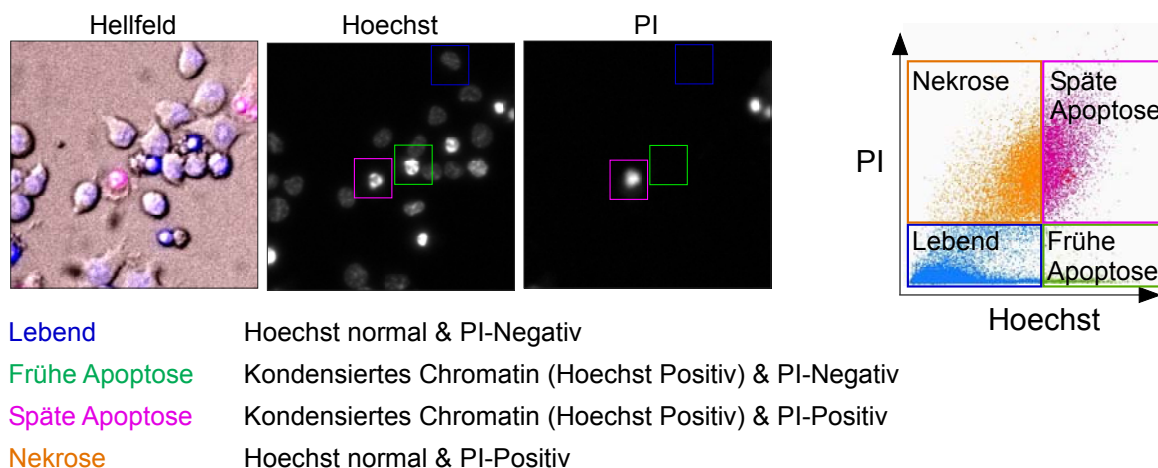 Hellfeld
Hoechst
PI
Nekrose
Späte
Apoptose
PI
Lebend
Frühe
Apoptose
Hoechst
Lebend Hoechst normal & PI-Negativ
Frühe Apoptose Kondensiertes Chromatin (Hoechst Positiv) & PI-Negativ
Späte Apoptose Kondensiertes Chromatin (Hoechst Positiv) & PI-Positiv
Nekrose Hoechst normal & PI-Positiv